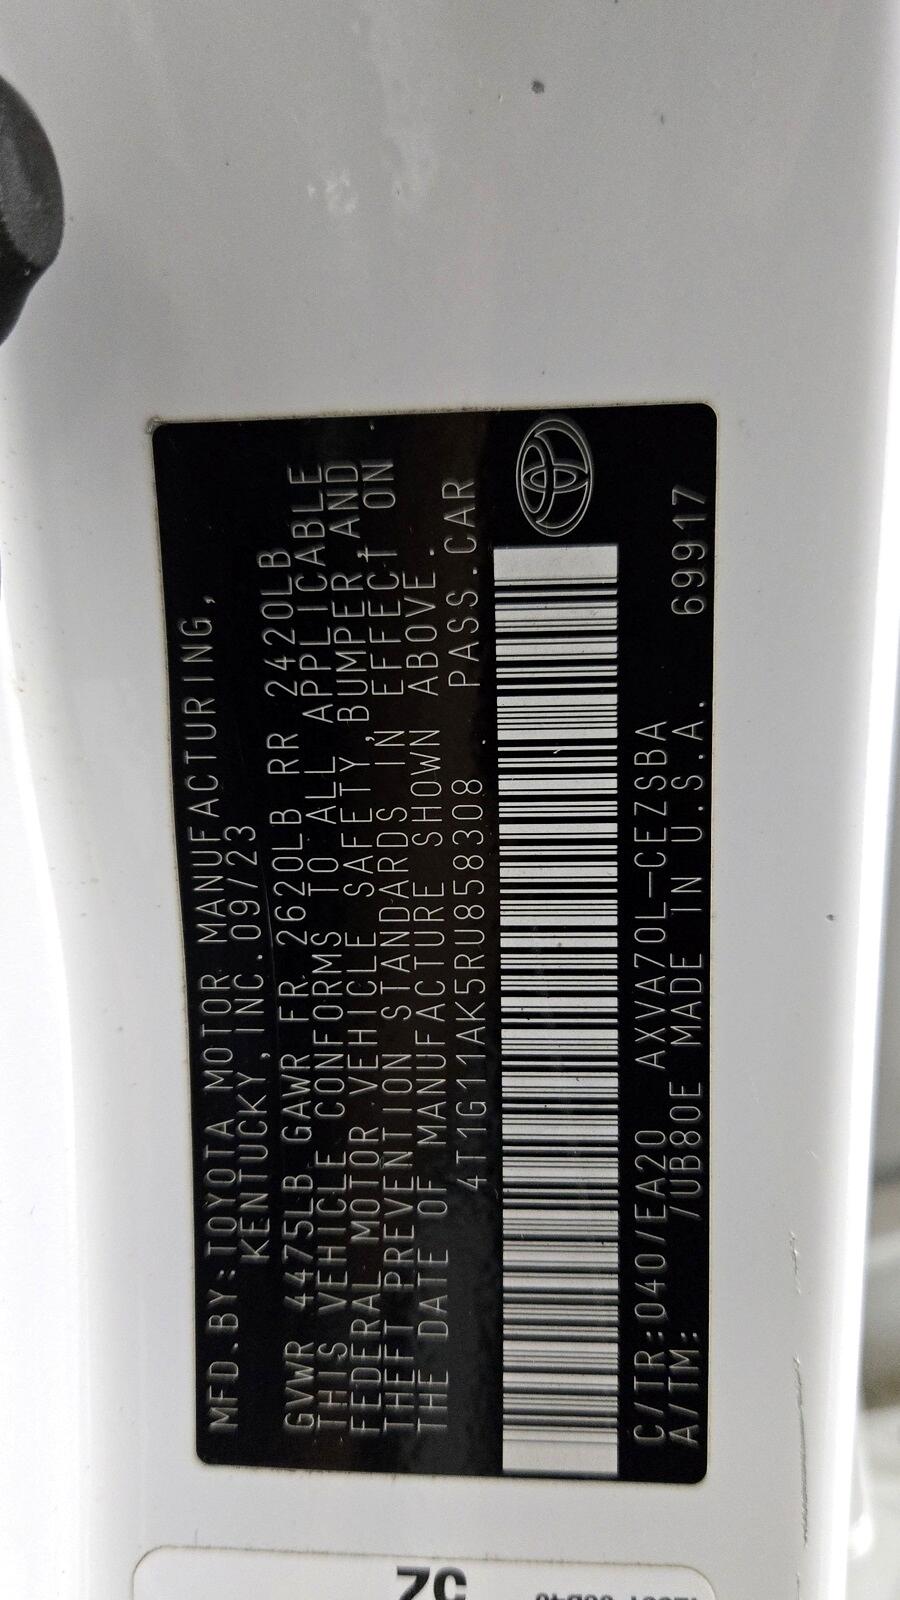 MFD.BY:TOYOTA MOTOR MANUFACTURING,
KENTUCKY, INC.09/23
GVWR 4475LB GAWR FR 2620LB RR 2420LB
THIS VEHICLE CONFORMS TO ALL APPLICABLE
FEDERAL MOTOR VEHICLE SAFETY,BUMPER,AND
THEFT PREVENTION STANDARDS IN EFFECT ON
THE DATE OF MANUFACTURE SHOWN ABOVE.
4T1G11AK5RU858308 PASS.CAR
C/TR:040/EA20 AXVA70L-CEZSBA
A/TM: /UB80E MADE IN U.S.A. 69917